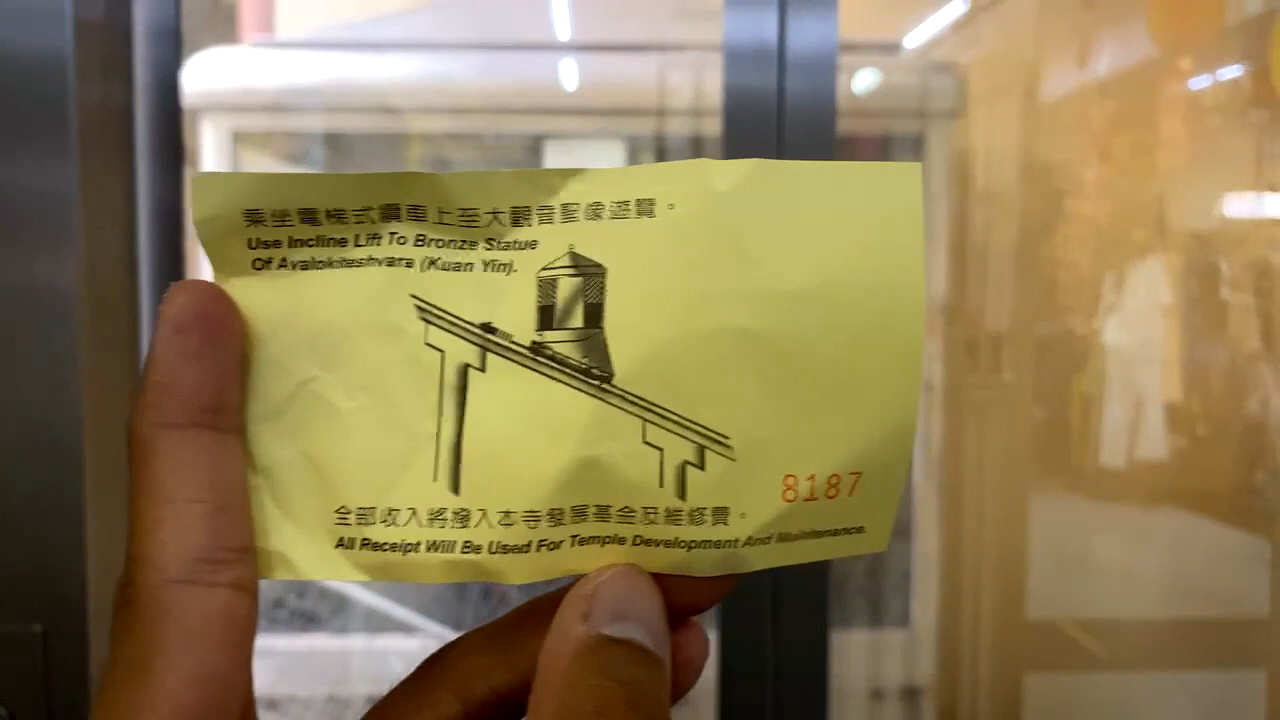 乘坐電梯式纜車上至大觀音聖像遊覽。
Use Incline Lift To Bronze Statue
Of Avalokiteshvara (Kuan Yin).
8187
全部收入將撥入本寺發展基金及維修費。
All Receipt Will Be Used For Temple Development And Maintenance.